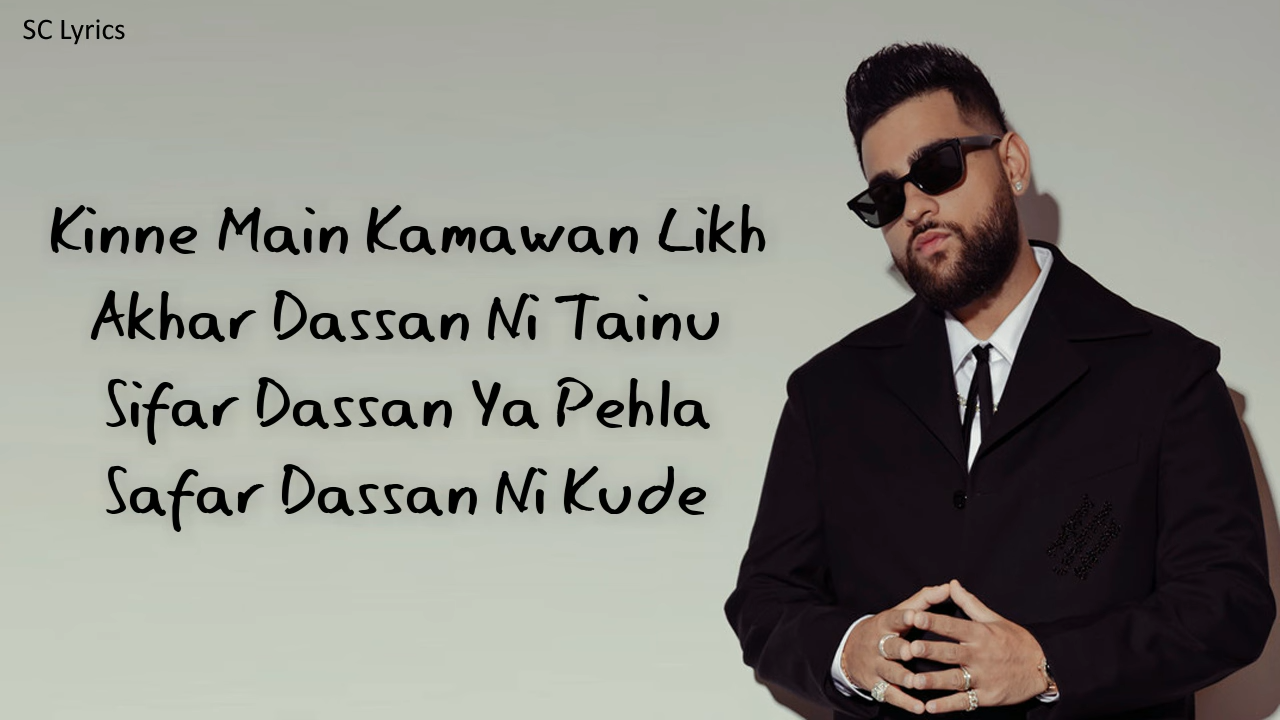 SC Lyrics
Kinne Main Kamawan Likh
Akhar Dassan Ni Tainu
Sifar Dassan Ya Pehla
Safar Dassan Ni Kude